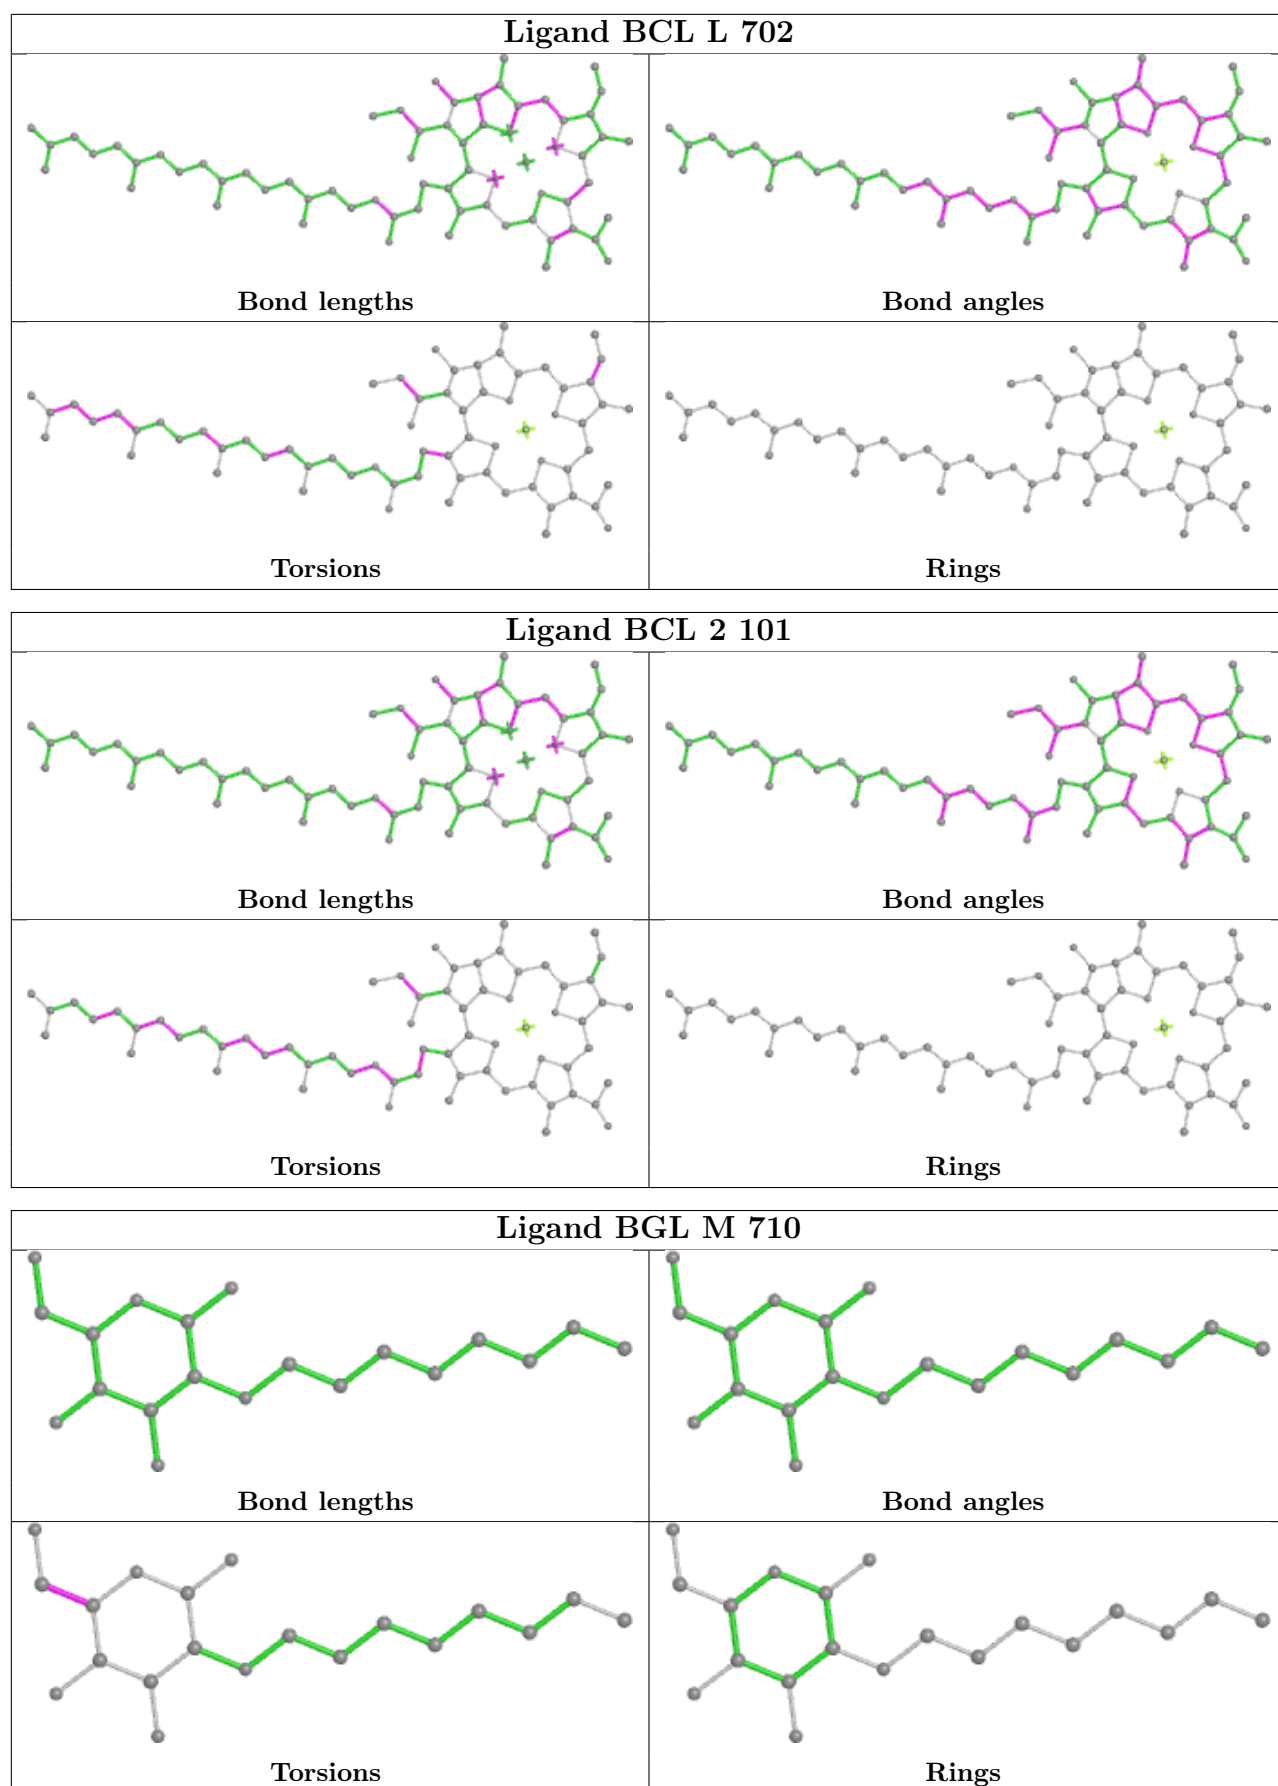 Ligand BCL L 702
Bond lengths
Bond angles
Torsions
Rings
Ligand BCL 2 101
Bond lengths
Bond angles
Torsions
Rings
Ligand BGL M 710
Bond lengths
Bond angles
Torsions
Rings